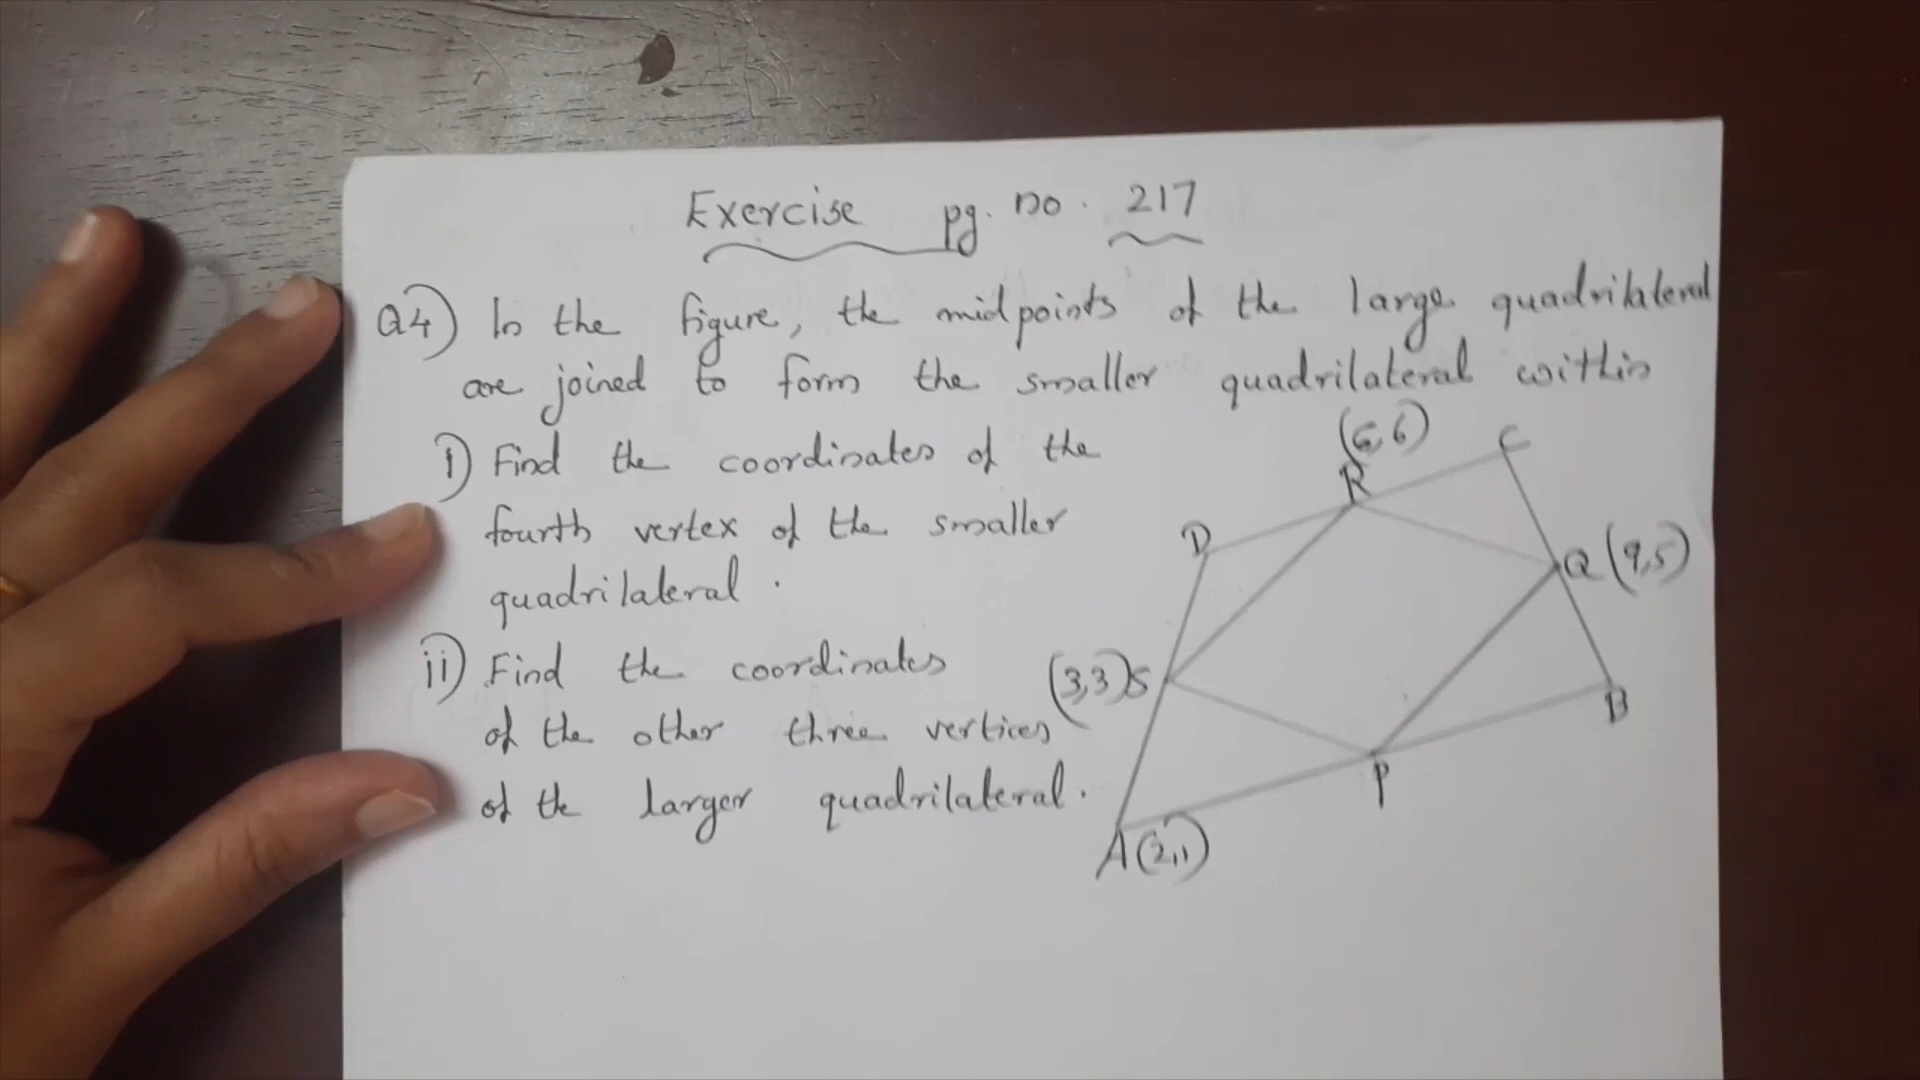 Exercise pg. no. 217
Q4) In the figure, the midpoints of the large quadrilateral
are joined to form the smaller quadrilateral within
i) Find the coordinates of the
fourth vertex of the smaller
quadrilateral.
ii) Find the coordinates
of the other three vertices
of the larger quadrilateral.
(6,6)
R
C
D
Q (9,5)
(3,3) S
B
P
A (2,1)